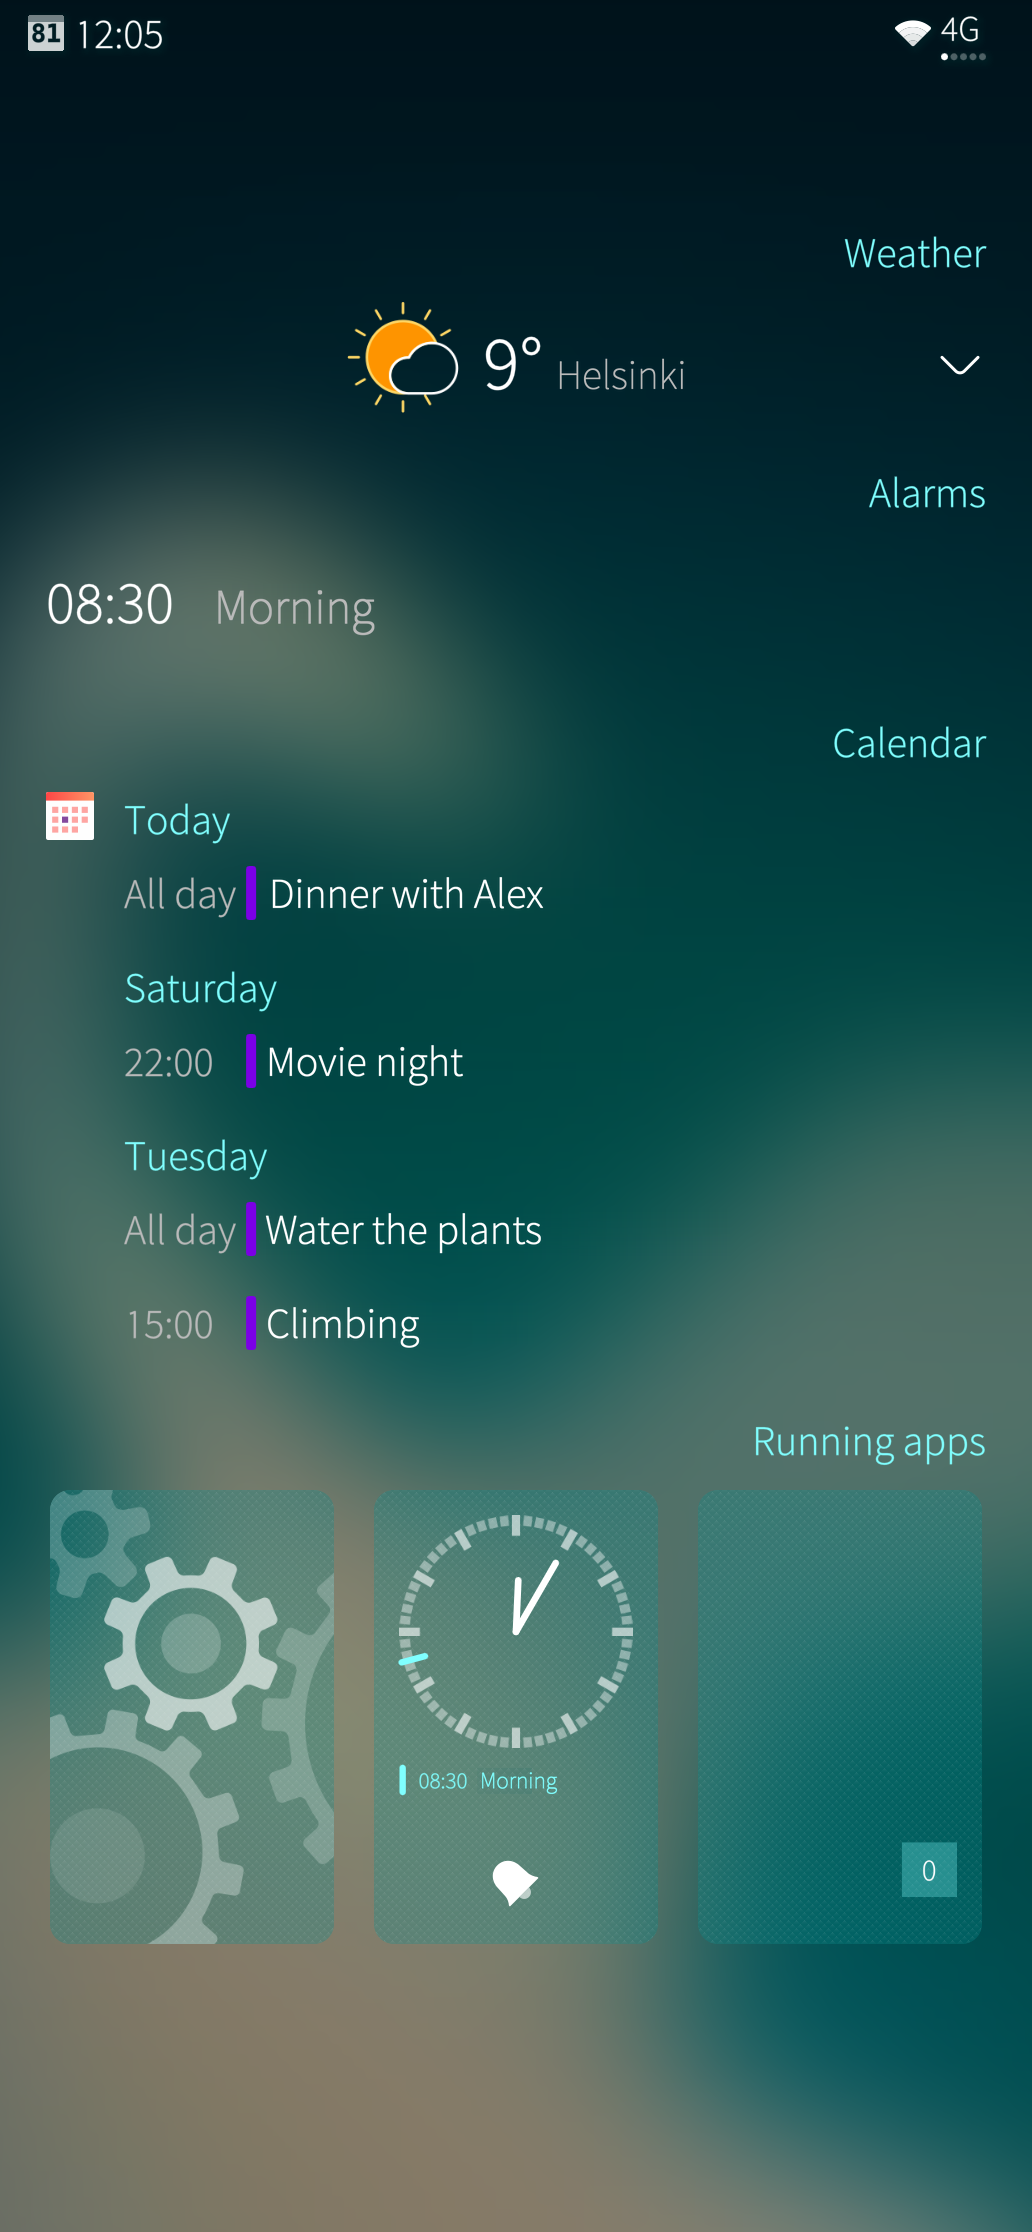 81 12:05 4G
Weather
9° Helsinki
Alarms
08:30 Morning
Calendar
Today
All day Dinner with Alex
Saturday
22:00 Movie night
Tuesday
All day Water the plants
15:00 Climbing
Running apps
08:30 Morning
0